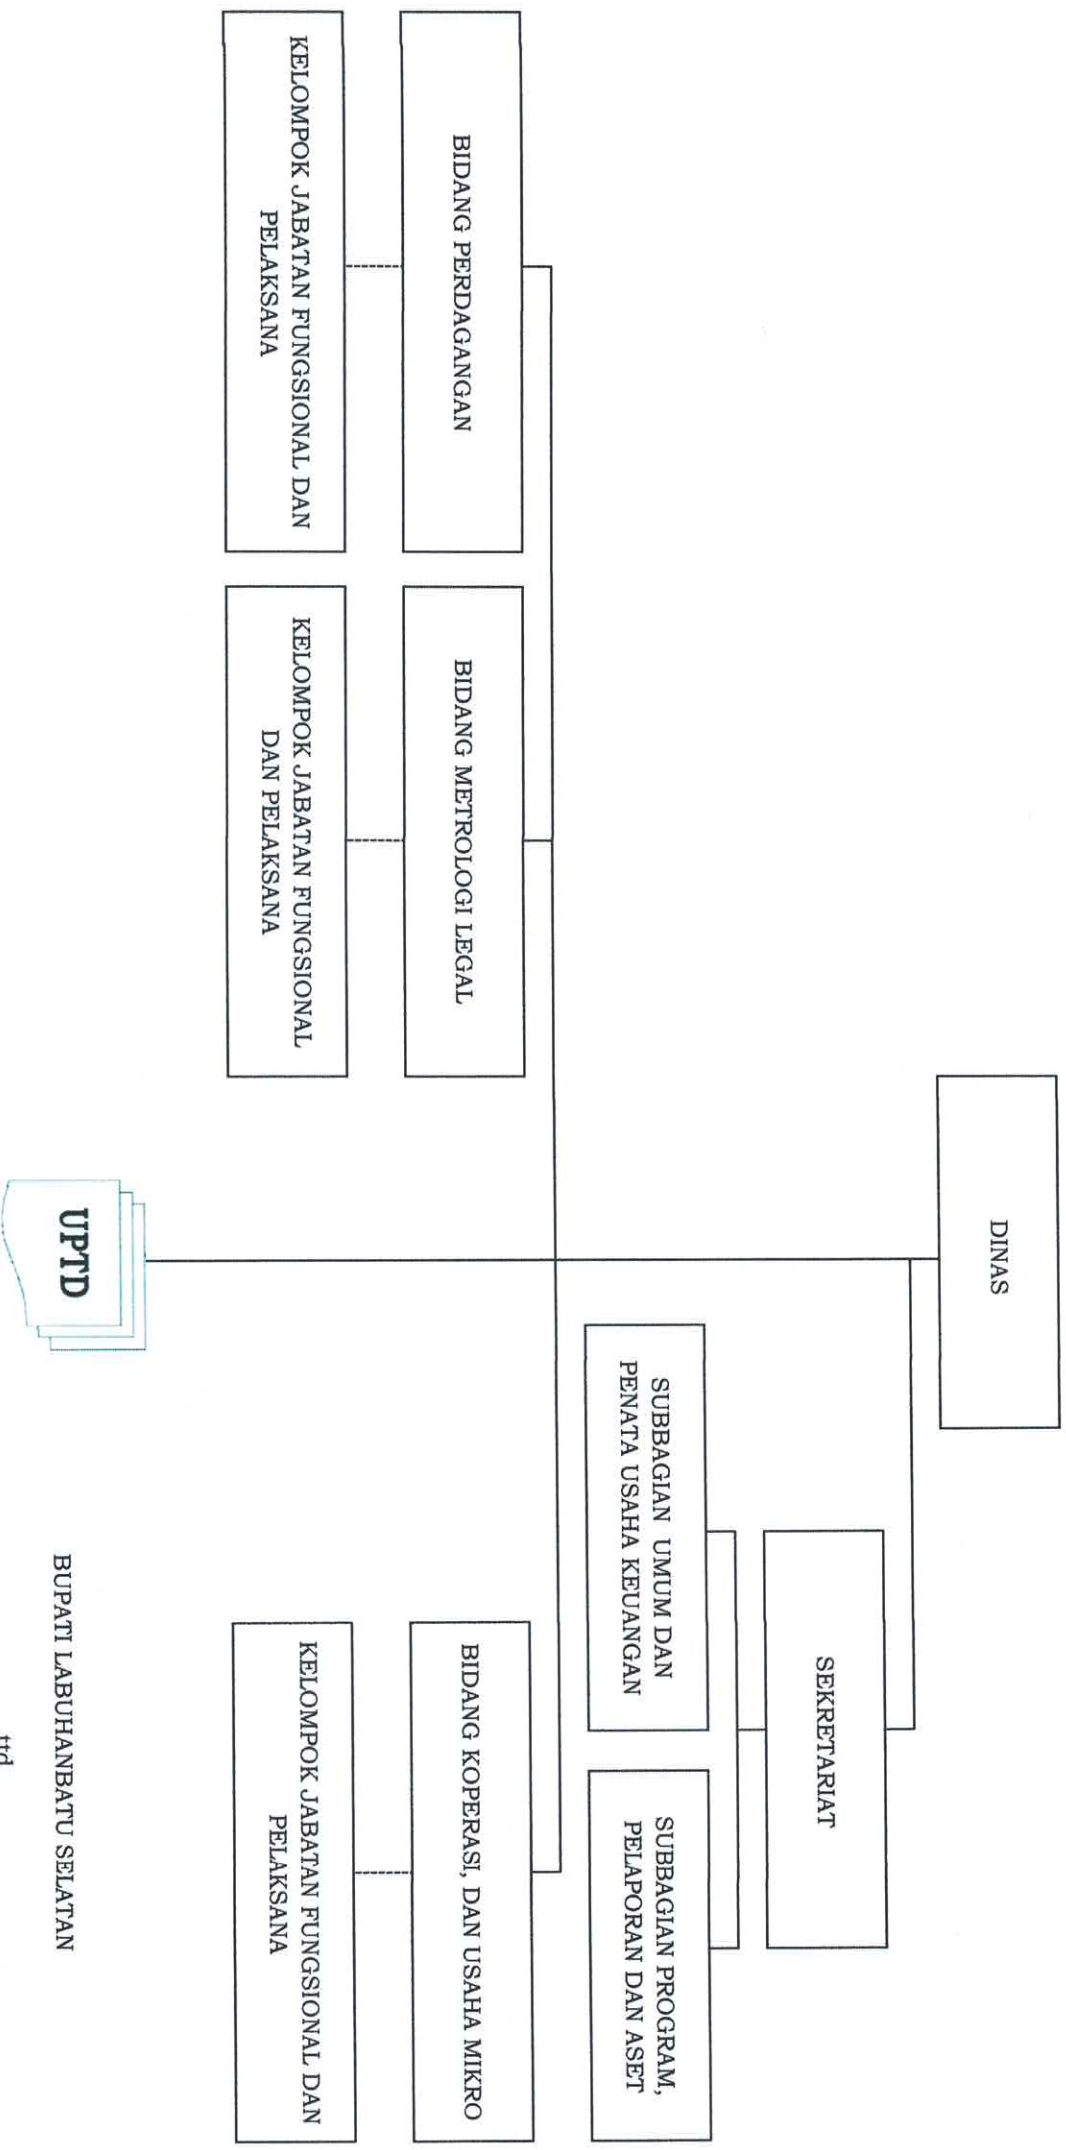 DINAS
SEKRETARIAT
SUBBAGIAN UMUM DAN
PENATA USAHA KEUANGAN
SUBBAGIAN PROGRAM,
PELAPORAN DAN ASET
BIDANG PERDAGANGAN
BIDANG METROLOGI LEGAL
BIDANG KOPERASI, DAN USAHA MIKRO
KELOMPOK JABATAN FUNGSIONAL DAN
PELAKSANA
KELOMPOK JABATAN FUNGSIONAL
DAN PELAKSANA
KELOMPOK JABATAN FUNGSIONAL DAN
PELAKSANA
UPTD
BUPATI LABUHANBATU SELATAN
ttd